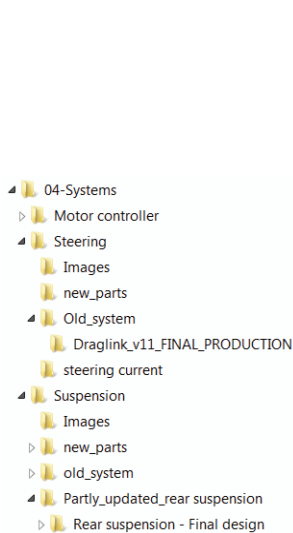 04-Systems
Motor controller
Steering
Images
new_parts
Old_system
Draglink_v11_FINAL_PRODUCTION
steering current
Suspension
Images
new_parts
old_system
Partly_updated_rear suspension
Rear suspension - Final design